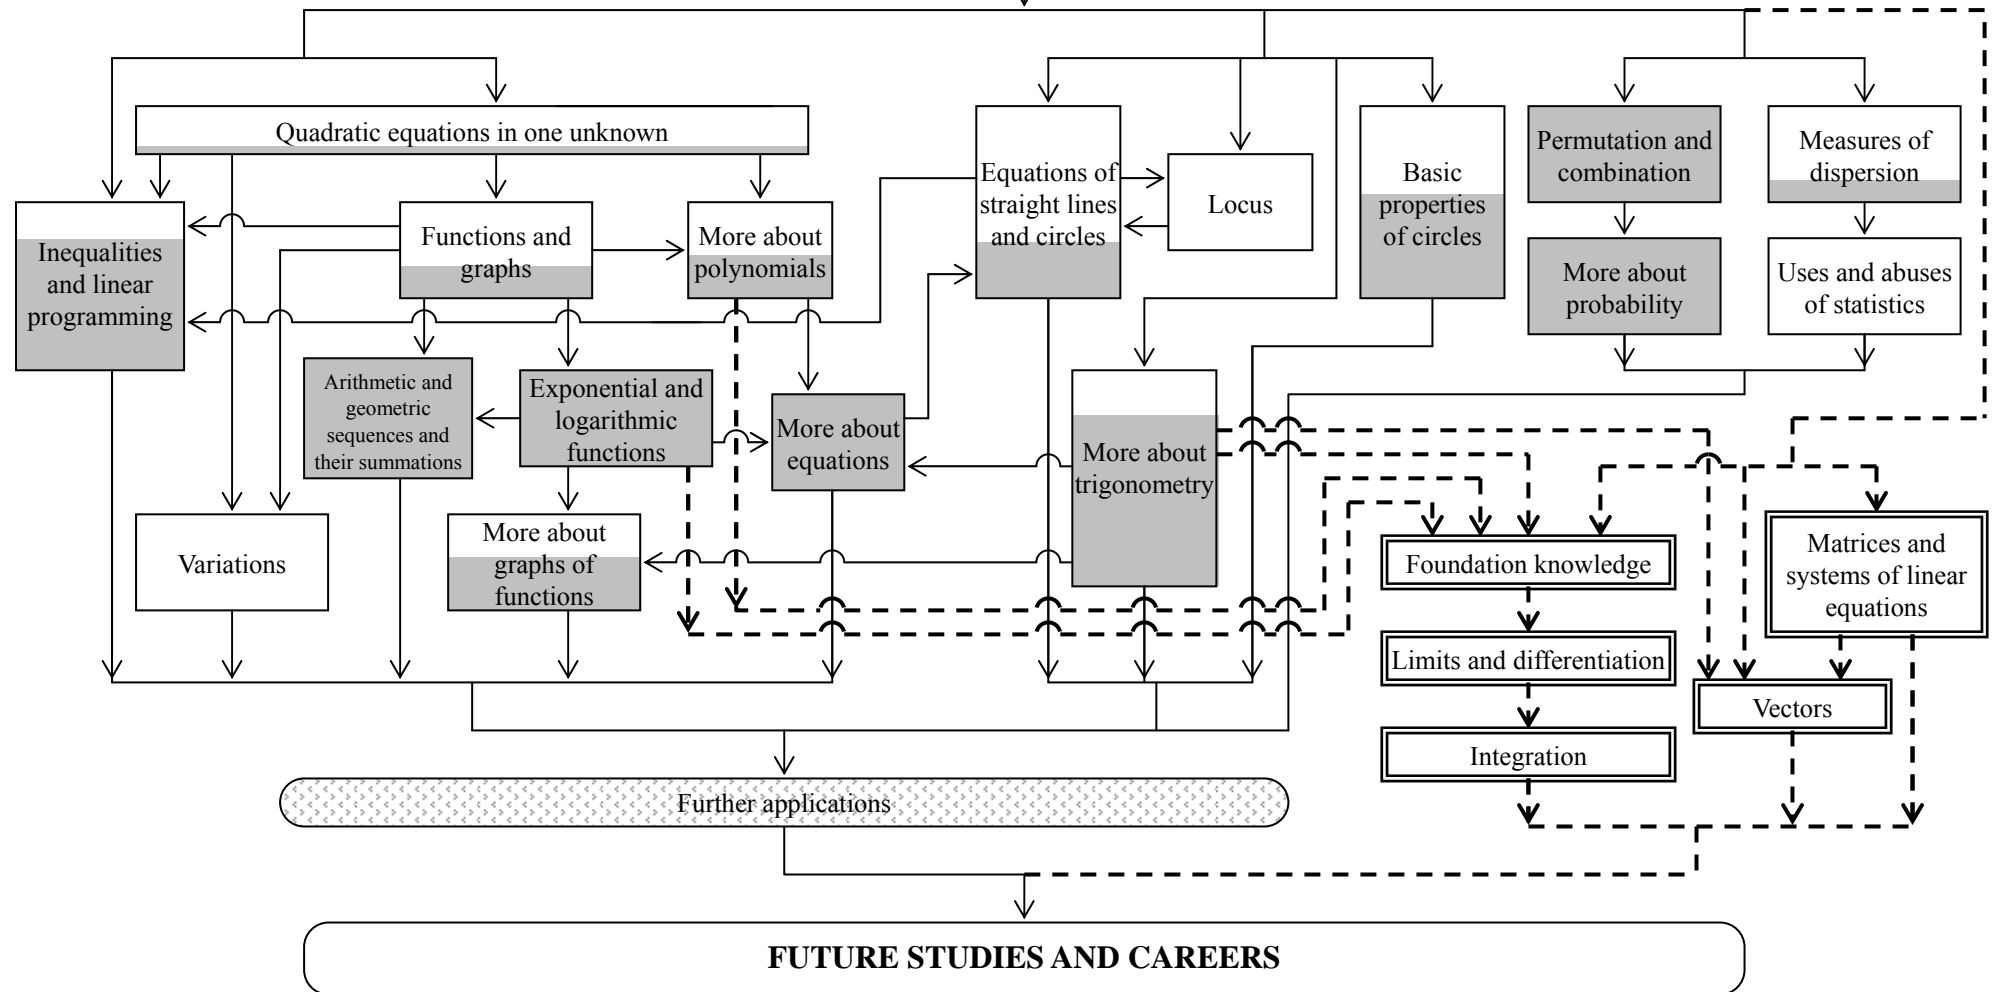 Quadratic equations in one unknown
Inequalities
and linear
programming
Functions and
graphs
More about
polynomials
Equations of
straight lines
and circles
Locus
Basic
properties
of circles
Permutation and
combination
Measures of
dispersion
More about
probability
Uses and abuses
of statistics
Arithmetic and
geometric
sequences and
their summations
Exponential and
logarithmic
functions
More about
equations
More about
trigonometry
Variations
More about
graphs of
functions
Foundation knowledge
Matrices and
systems of linear
equations
Limits and differentiation
Vectors
Integration
Further applications
FUTURE STUDIES AND CAREERS